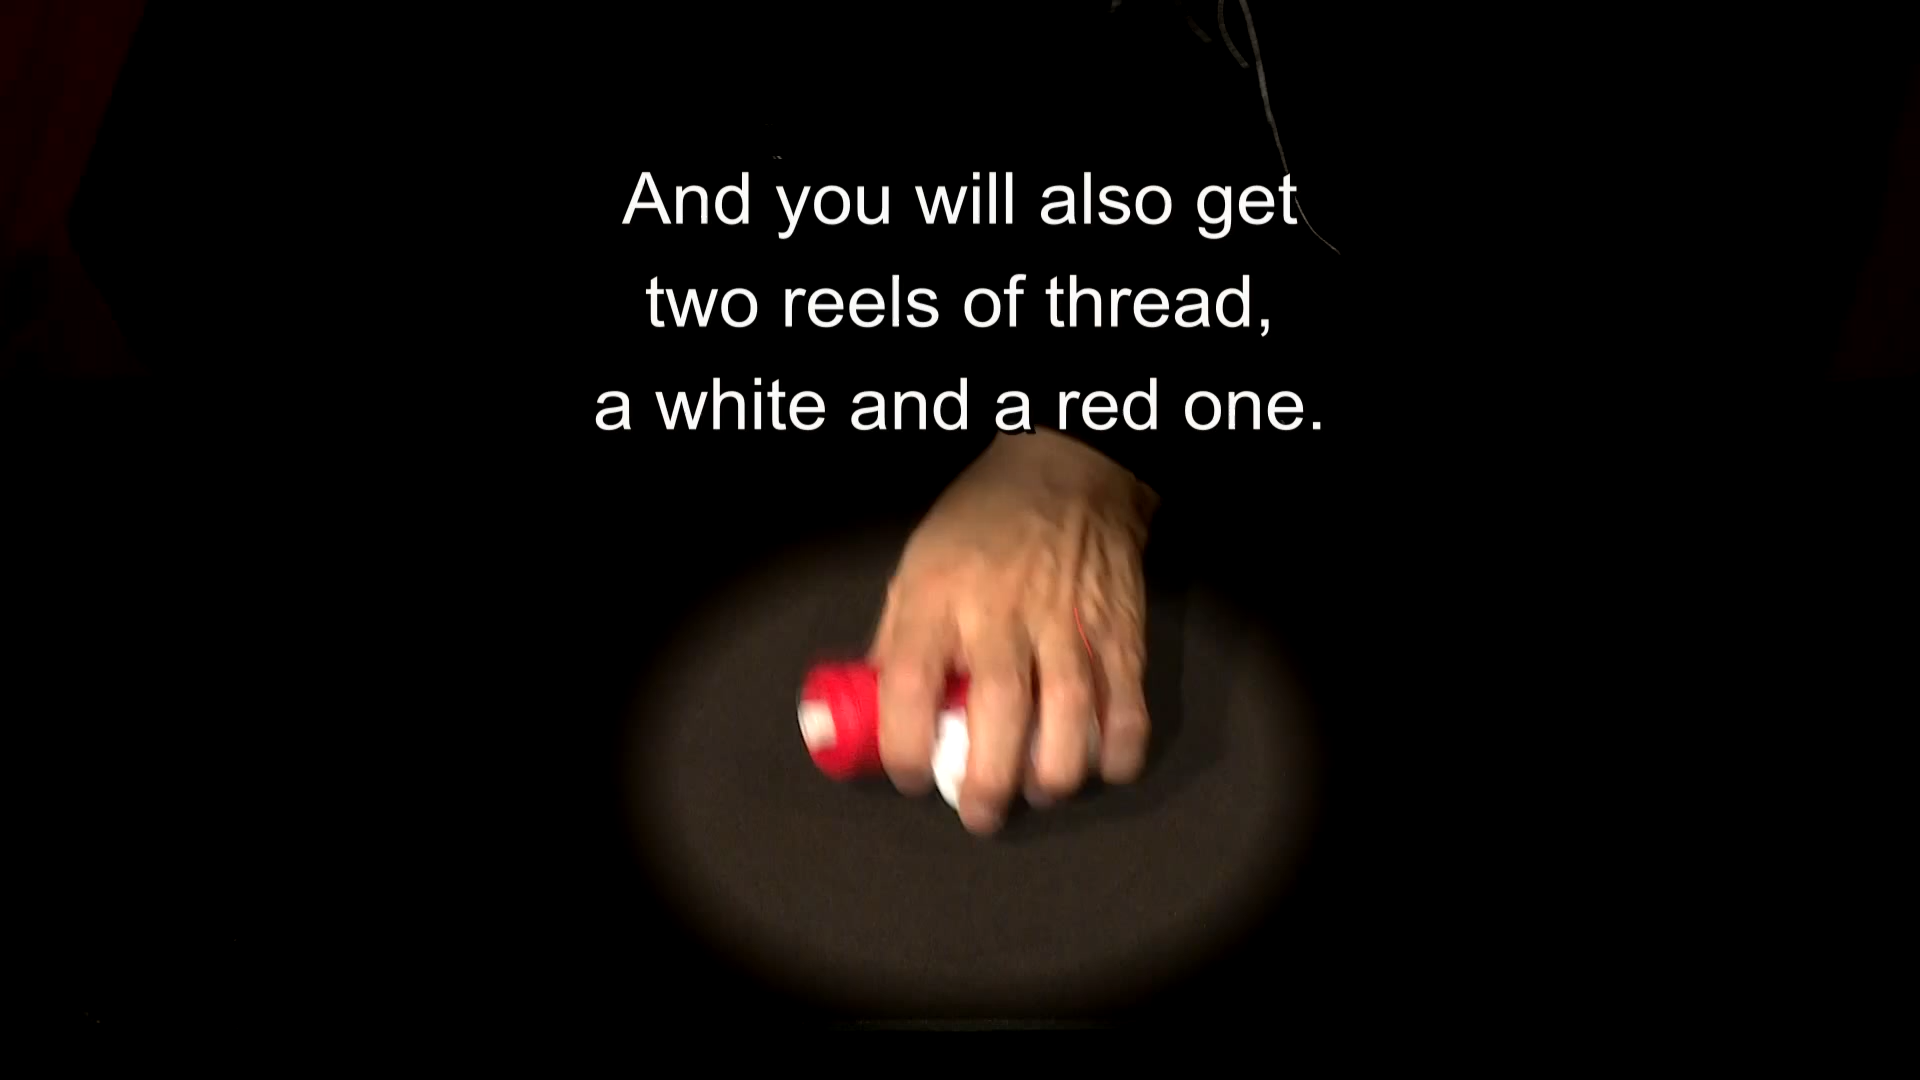 And you will also get
two reels of thread,
a white and a red one.